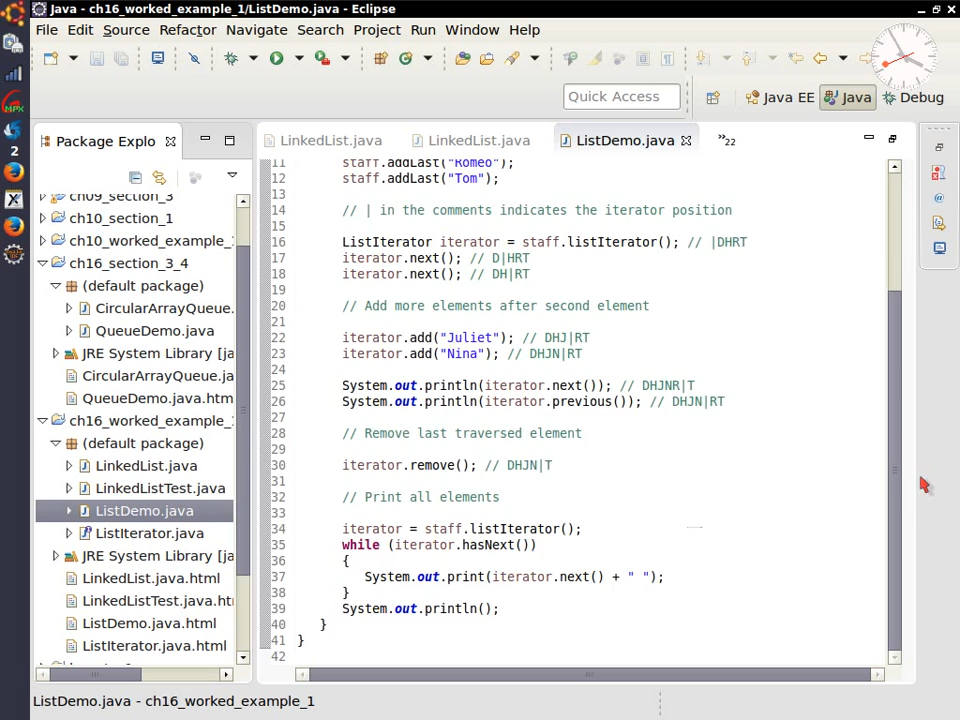 Java - ch16_worked_example_1/ListDemo.java - Eclipse
File Edit Source Refactor Navigate Search Project Run Window Help
Quick Access
Java EE
Java
Debug
Package Explo
LinkedList.java
LinkedList.java
ListDemo.java
»22
2
ch09_section_3
ch10_section_1
ch10_worked_example_
ch16_section_3_4
(default package)
CircularArrayQueue.
QueueDemo.java
JRE System Library [ja
CircularArrayQueue.ja
QueueDemo.java.htm
ch16_worked_example_
(default package)
LinkedList.java
LinkedListTest.java
ListDemo.java
ListIterator.java
JRE System Library [ja
LinkedList.java.html
LinkedListTest.java.ht
ListDemo.java.html
ListIterator.java.html
11 staff.addLast("Romeo");
12 staff.addLast("Tom");
13
14 // | in the comments indicates the iterator position
15
16 ListIterator iterator = staff.listIterator(); // |DHRT
17 iterator.next(); // D|HRT
18 iterator.next(); // DH|RT
19
20 // Add more elements after second element
21
22 iterator.add("Juliet"); // DHJ|RT
23 iterator.add("Nina"); // DHJN|RT
24
25 System.out.println(iterator.next()); // DHJNR|T
26 System.out.println(iterator.previous()); // DHJN|RT
27
28 // Remove last traversed element
29
30 iterator.remove(); // DHJN|T
31
32 // Print all elements
33
34 iterator = staff.listIterator();
35 while (iterator.hasNext())
36 {
37 System.out.print(iterator.next() + " ");
38 }
39 System.out.println();
40 }
41 }
42
ListDemo.java - ch16_worked_example_1